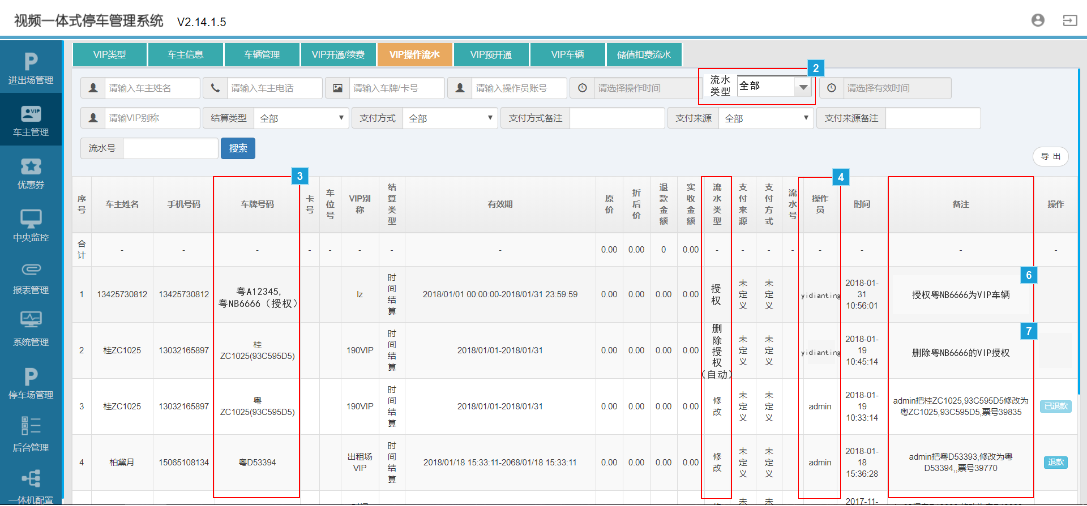 视频一体式停车管理系统 V2.14.1.5
VIP类型 车主信息 车辆管理 VIP开通/续费 VIP操作流水 VIP预开通 VIP车辆 储值扣费流水
进出场管理
车主管理
优惠券
中央监控
报表管理
系统管理
停车场管理
后台管理
一体机配置
2
请输入车主姓名 请输入车主电话 请输入车牌/卡号 请输入操作员账号 请选择操作时间 流水类型 全部 请选择有效时间
请输VIP别称 结算类型 全部 支付方式 全部 支付方式备注 支付来源 全部 支付来源备注
流水号 搜索
导 出
3 4
序号 车主姓名 手机号码 车牌号码 卡号 车位号 VIP别称 结算类型 有效期 原价 折后价 退款金额 实收金额 流水类型 支付来源 支付方式 流水号 操作员 时间 备注 操作
合计 - - - - - - - - 0.00 0.00 0 0.00 - - - - - - - -
6
1 13425730812 13425730812 粤A12345,粤NB6666（授权） lz 时间结算 2018/01/01 00:00:00-2018/01/31 23:59:59 0.00 0.00 0.00 0.00 授权 未定义 未定义 yidianting 2018-01-31 10:56:01 授权粤NB6666为VIP车辆
7
2 桂ZC1025 13032165897 桂ZC1025(93C595D5) 190VIP 时间结算 2018/01/01-2018/01/31 0.00 0.00 0.00 0.00 删除授权（自动） 未定义 未定义 yidianting 2018-01-19 10:45:14 删除粤NB6666的VIP授权
3 桂ZC1025 13032165897 粤ZC1025(93C595D5) 190VIP 时间结算 2018/01/01-2018/01/31 0.00 0.00 0.00 0.00 修改 未定义 未定义 admin 2018-01-19 10:33:14 admin把桂ZC1025,93C595D5修改为粤ZC1025,93C595D5,票号39835 已退款
4 柏黛月 15065108134 粤D53394 出租场VIP 时间结算 2018/01/18 15:33:11-2068/01/18 15:33:11 0.00 0.00 0.00 0.00 修改 未定义 未定义 admin 2018-01-18 15:36:28 admin把粤D53393,修改为粤D53394,,票号39770 退款
2017-11-